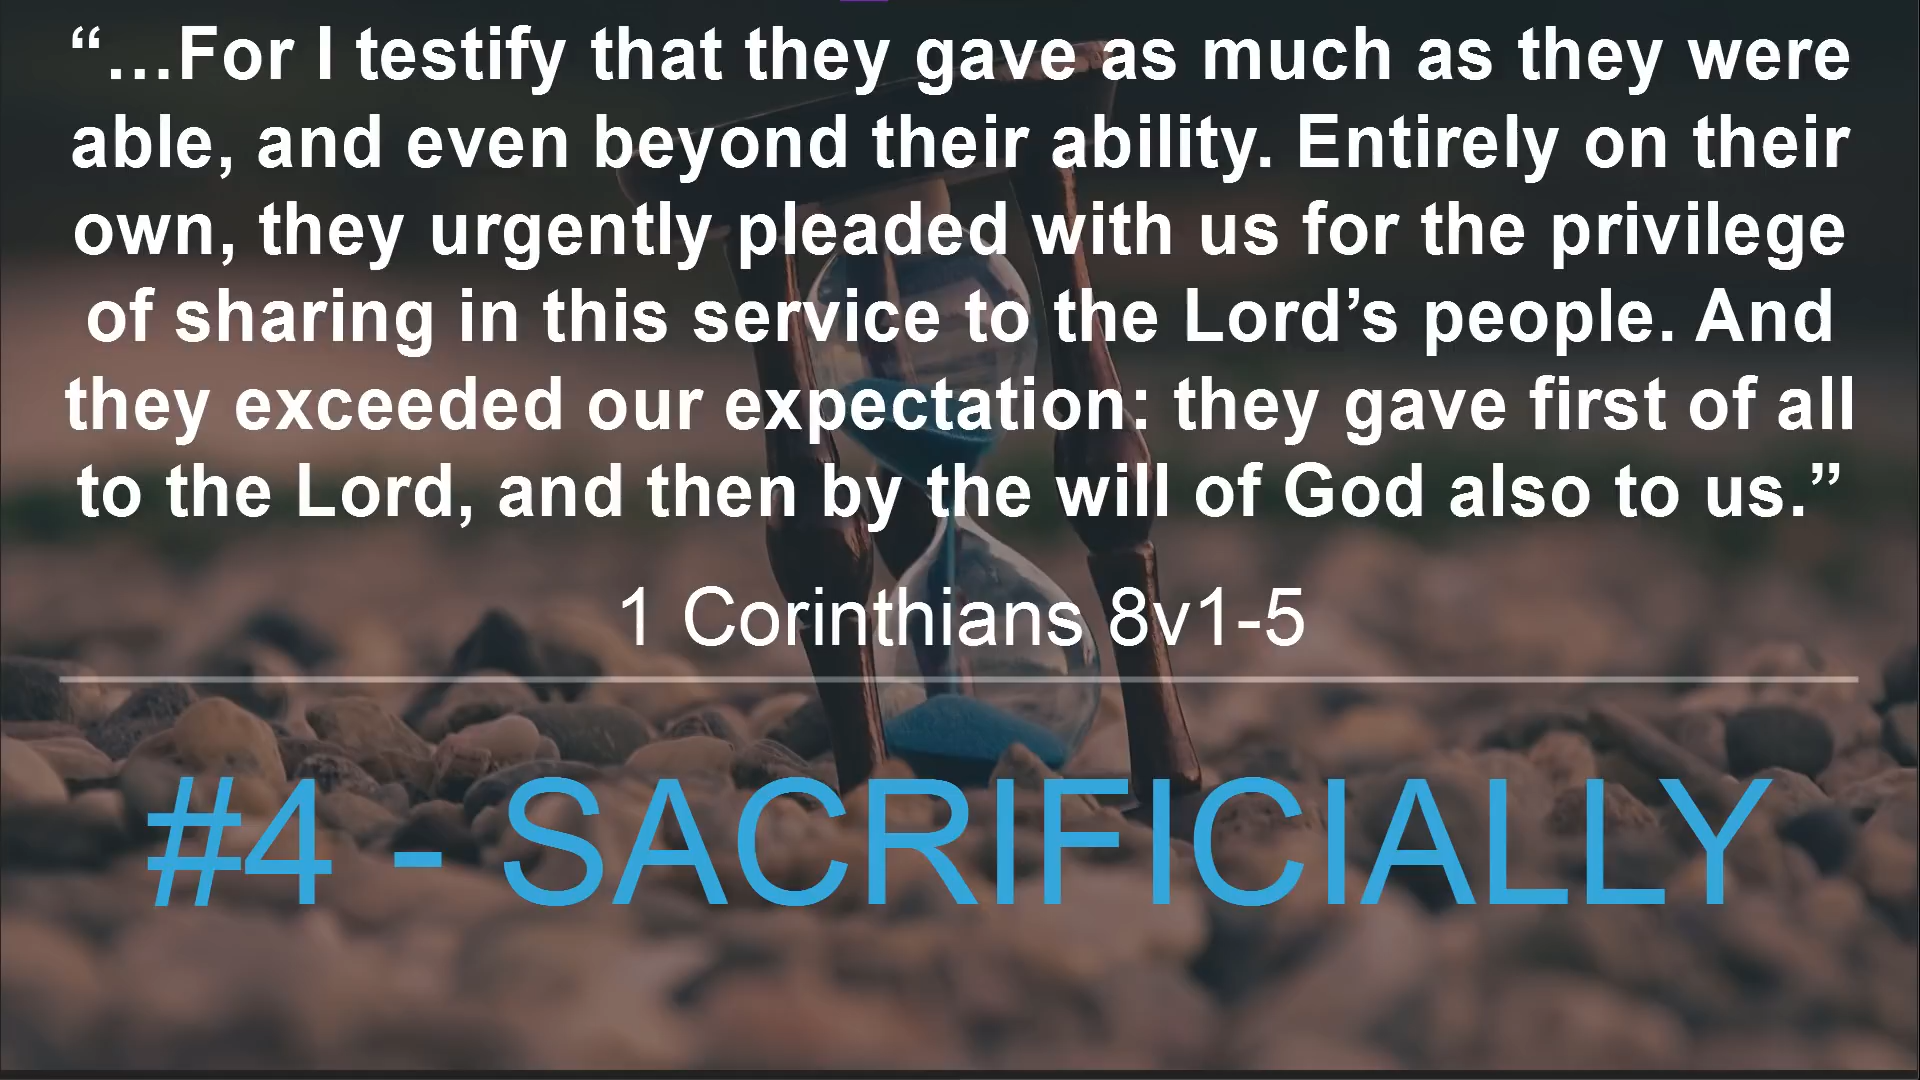 “…For I testify that they gave as much as they were
able, and even beyond their ability. Entirely on their
own, they urgently pleaded with us for the privilege
of sharing in this service to the Lord’s people. And
they exceeded our expectation: they gave first of all
to the Lord, and then by the will of God also to us.”
1 Corinthians 8v1-5
#4 - SACRIFICIALLY